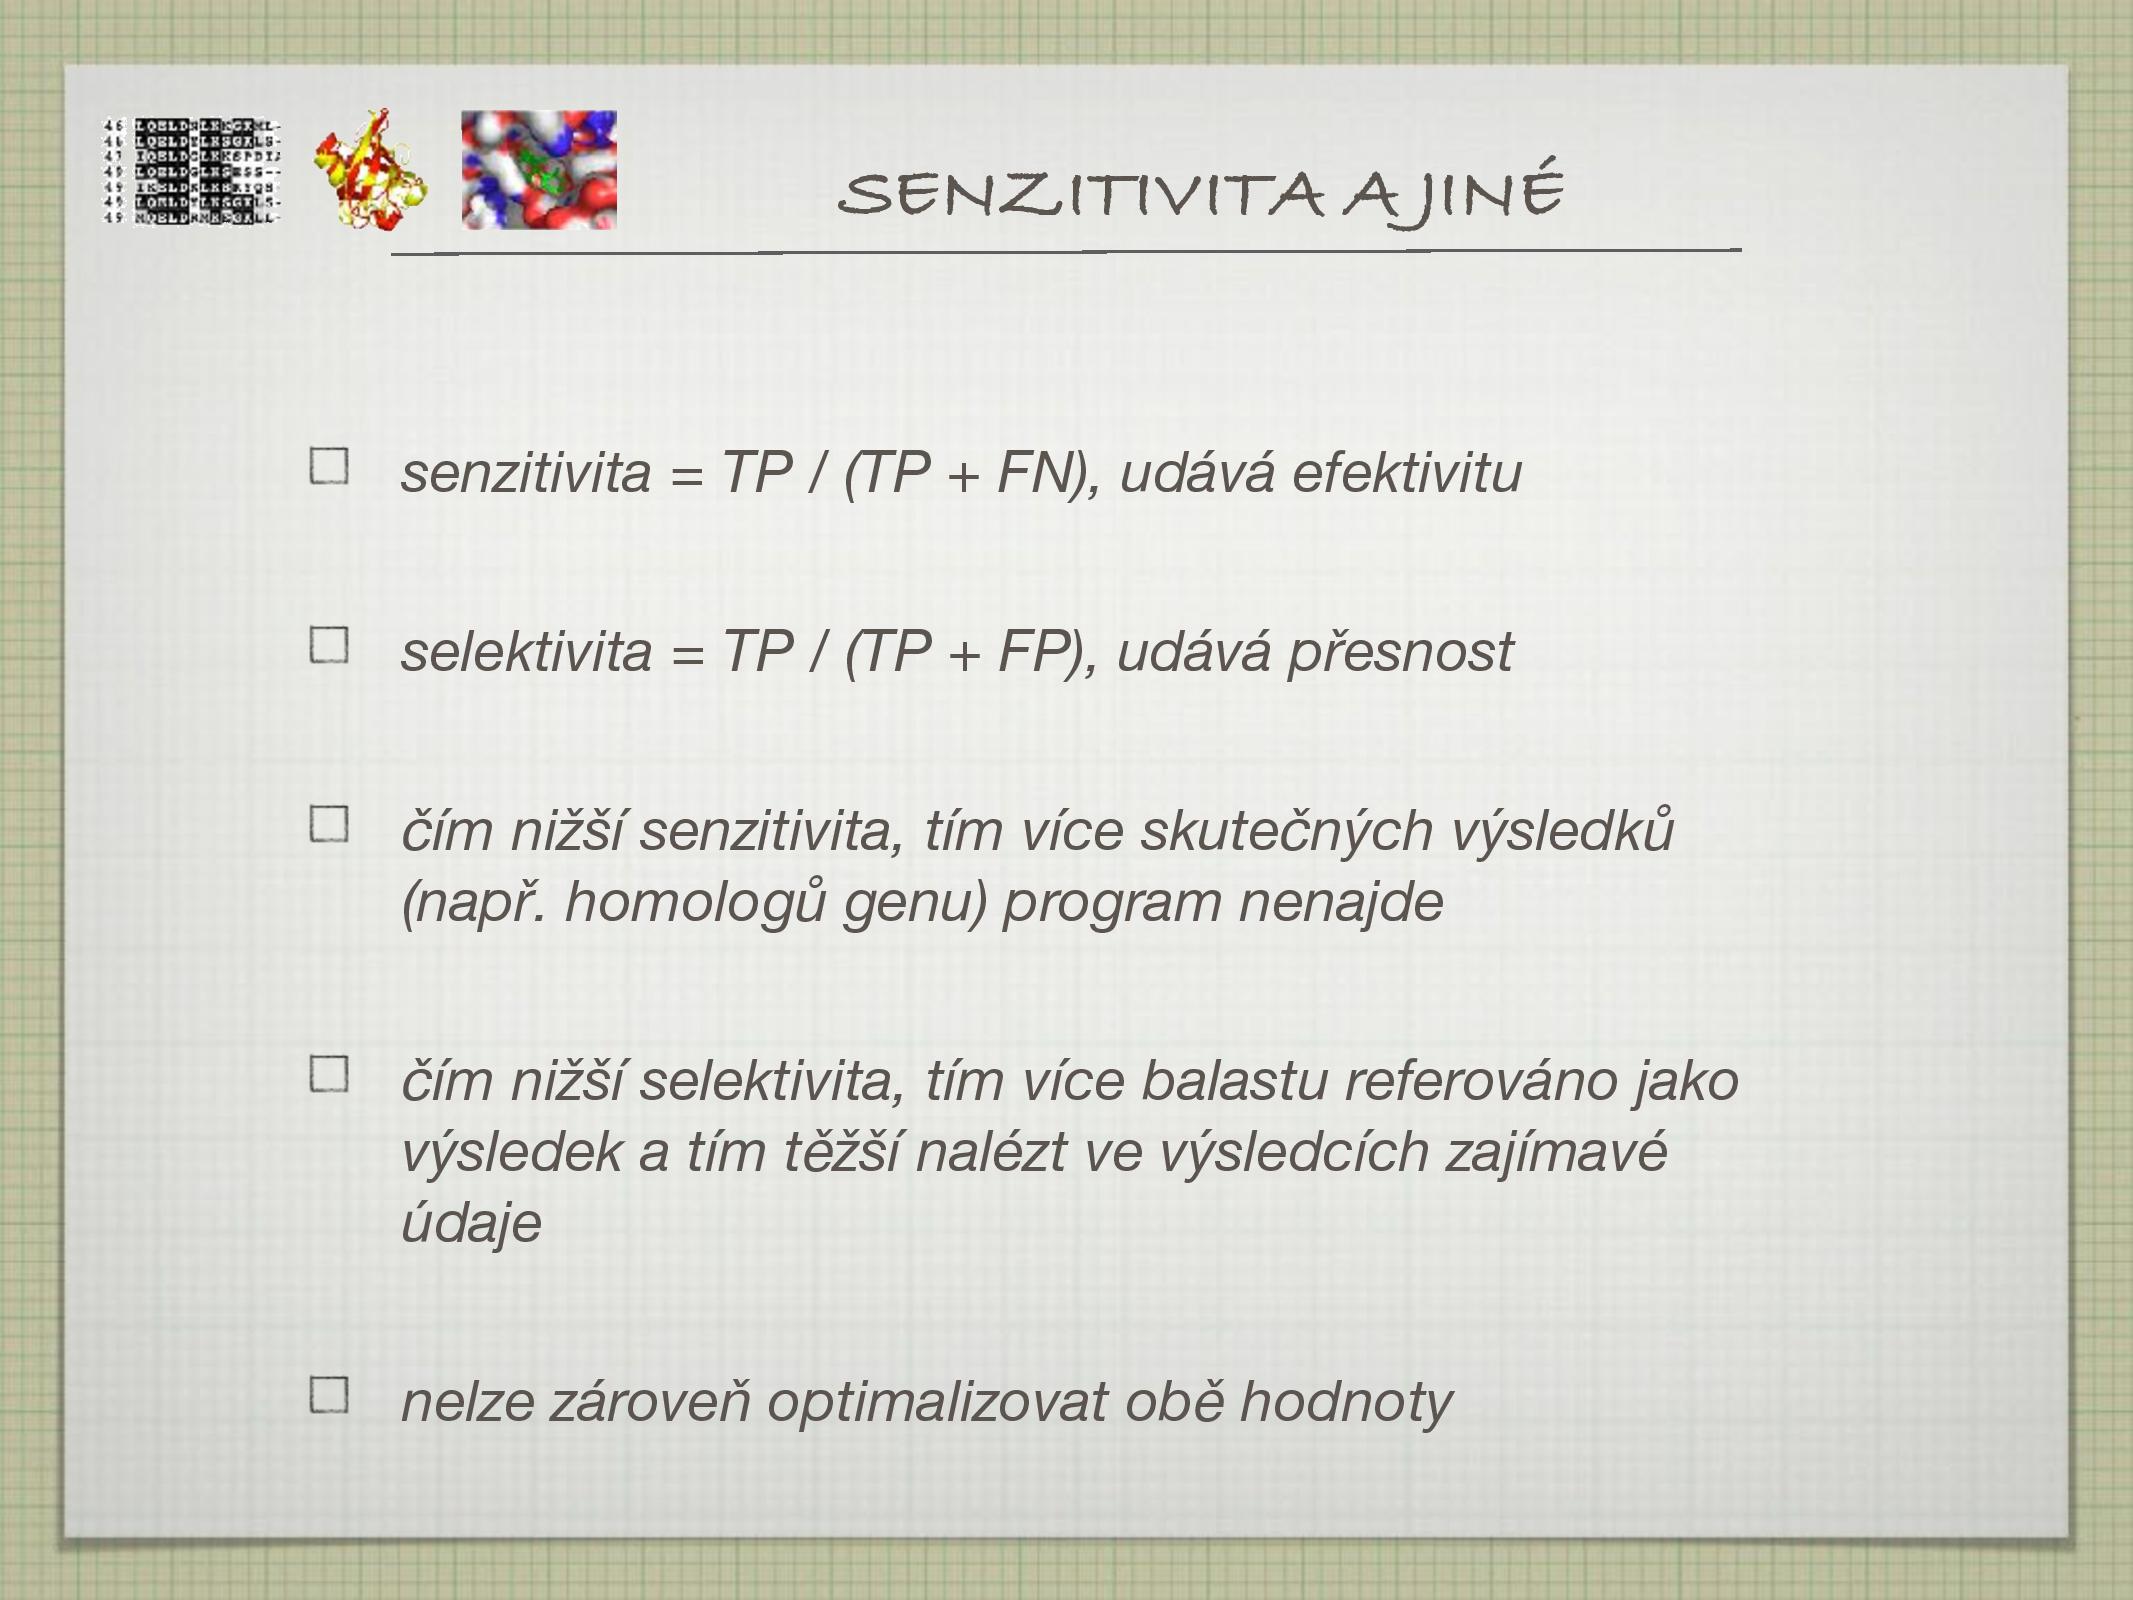 SENZITIVITA A JINÉ
senzitivita = TP / (TP + FN), udává efektivitu
selektivita = TP / (TP + FP), udává přesnost
čím nižší senzitivita, tím více skutečných výsledků
(např. homologů genu) program nenajde
čím nižší selektivita, tím více balastu referováno jako
výsledek a tím těžší nalézt ve výsledcích zajímavé
údaje
nelze zároveň optimalizovat obě hodnoty